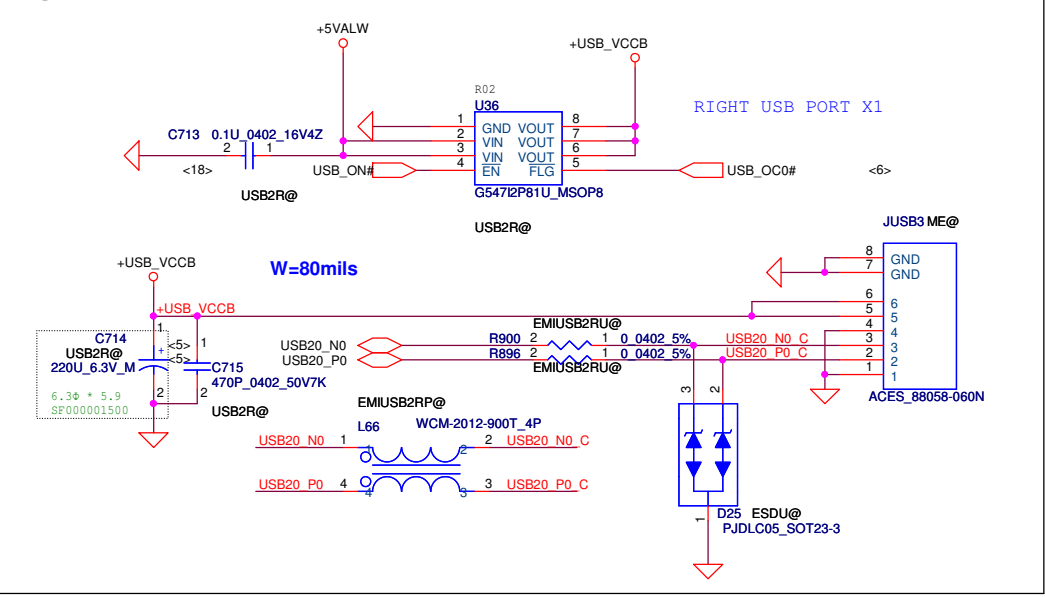 +5VALW
+USB_VCCB
R02
U36
RIGHT USB PORT X1
1 GND VOUT 8
2 VIN VOUT 7
3 VIN VOUT 6
4 EN FLG 5
C713 0.1U_0402_16V4Z
2 1
<18>
USB_ON#
USB_OC0#
<6>
USB2R@
G547I2P81U_MSOP8
USB2R@
JUSB3 ME@
+USB_VCCB
W=80mils
8 GND
7 GND
+USB_VCCB
6 6
5 5
4 4
3 3
2 2
1 1
ACES_88058-060N
1
C714
USB2R@
220U_6.3V_M
+
2
6.3Φ * 5.9
SF000001500
<5>
<5>
1
C715
470P_0402_50V7K
2
USB2R@
EMIUSB2RU@
USB20_N0 R900 2 1 0_0402_5% USB20_N0_C
USB20_P0 R896 2 1 0_0402_5% USB20_P0_C
EMIUSB2RU@
EMIUSB2RP@
L66 WCM-2012-900T_4P
USB20_N0 1 1 2 2 USB20_N0_C
USB20_P0 4 4 3 3 USB20_P0_C
3 2
1
D25 ESDU@
PJDLC05_SOT23-3